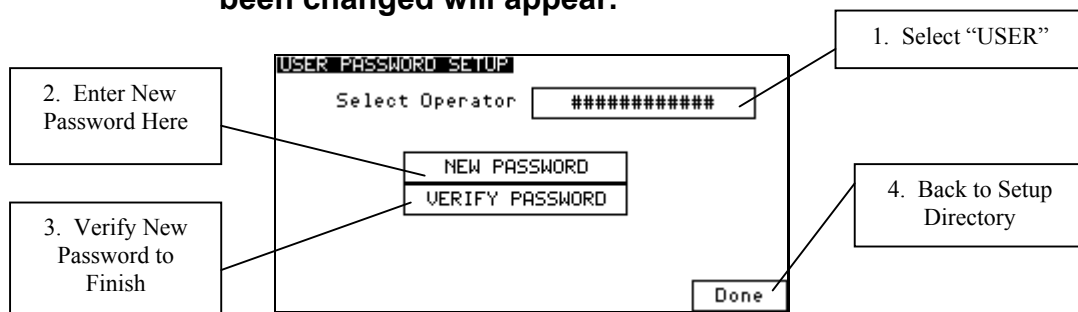 been changed will appear.
1. Select “USER”
USER PASSWORD SETUP
Select Operator ############
2. Enter New
Password Here
NEW PASSWORD
VERIFY PASSWORD
3. Verify New
Password to
Finish
4. Back to Setup
Directory
Done